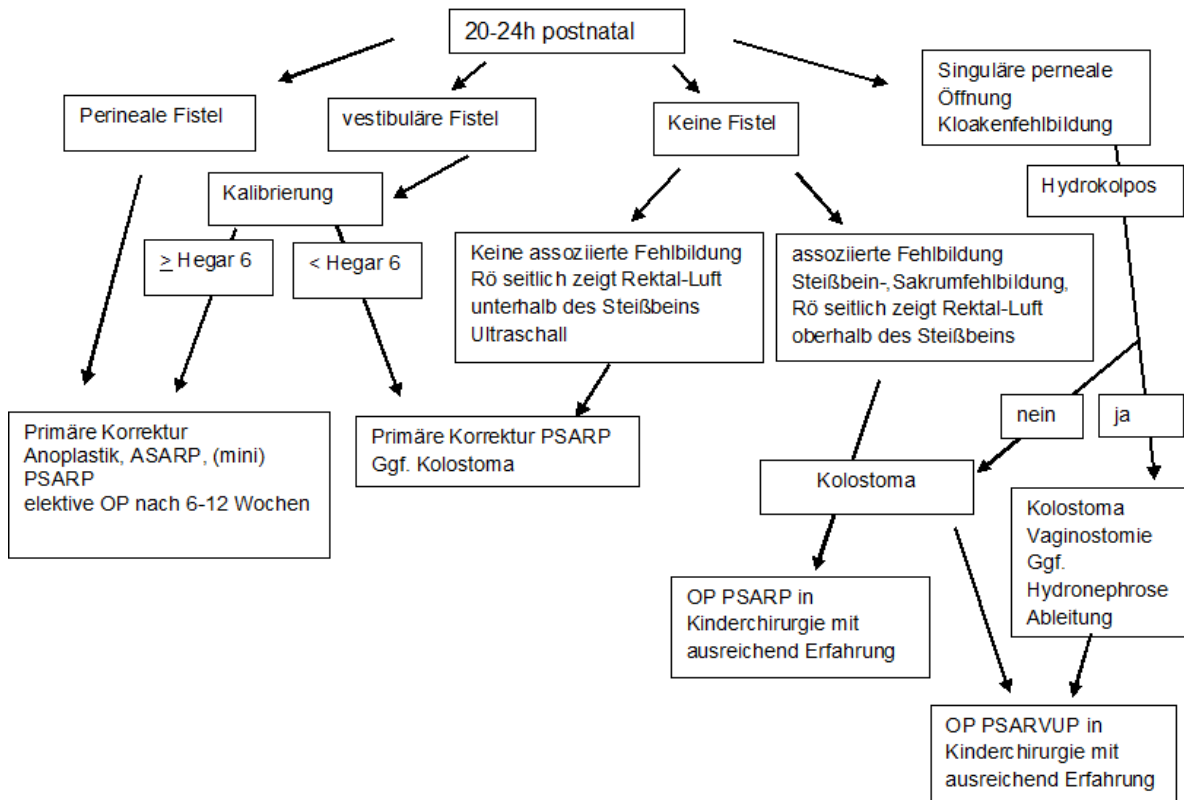 20-24h postnatal
Perineale Fistel
vestibuläre Fistel
Keine Fistel
Singuläre perneale
Öffnung
Kloakenfehlbildung
Kalibrierung
Hydrokolpos
≥ Hegar 6
< Hegar 6
Keine assoziierte Fehlbildung
Rö seitlich zeigt Rektal-Luft
unterhalb des Steißbeins
Ultraschall
assoziierte Fehlbildung
Steißbein-,Sakrumfehlbildung,
Rö seitlich zeigt Rektal-Luft
oberhalb des Steißbeins
nein
ja
Primäre Korrektur
Anoplastik, ASARP, (mini)
PSARP
elektive OP nach 6-12 Wochen
Primäre Korrektur PSARP
Ggf. Kolostoma
Kolostoma
Kolostoma
Vaginostomie
Ggf.
Hydronephrose
Ableitung
OP PSARP in
Kinderchirurgie mit
ausreichend Erfahrung
OP PSARVUP in
Kinderchirurgie mit
ausreichend Erfahrung